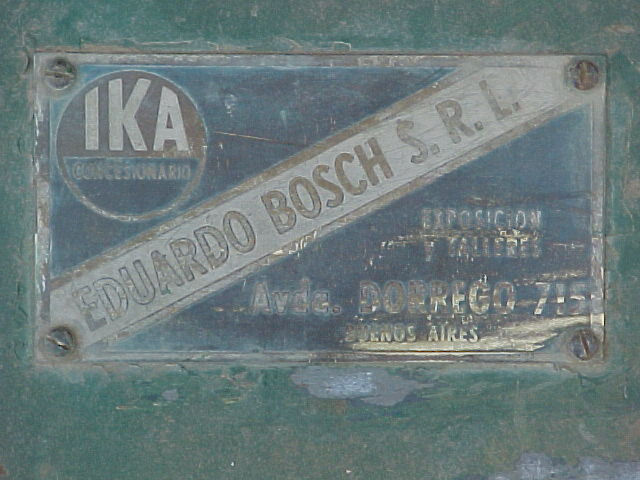 IKA
CONCESIONARIO
EDUARDO BOSCH S.R.L.
EXPOSICION
Y TALLERES
Avda. DORREGO 715
BUENOS AIRES